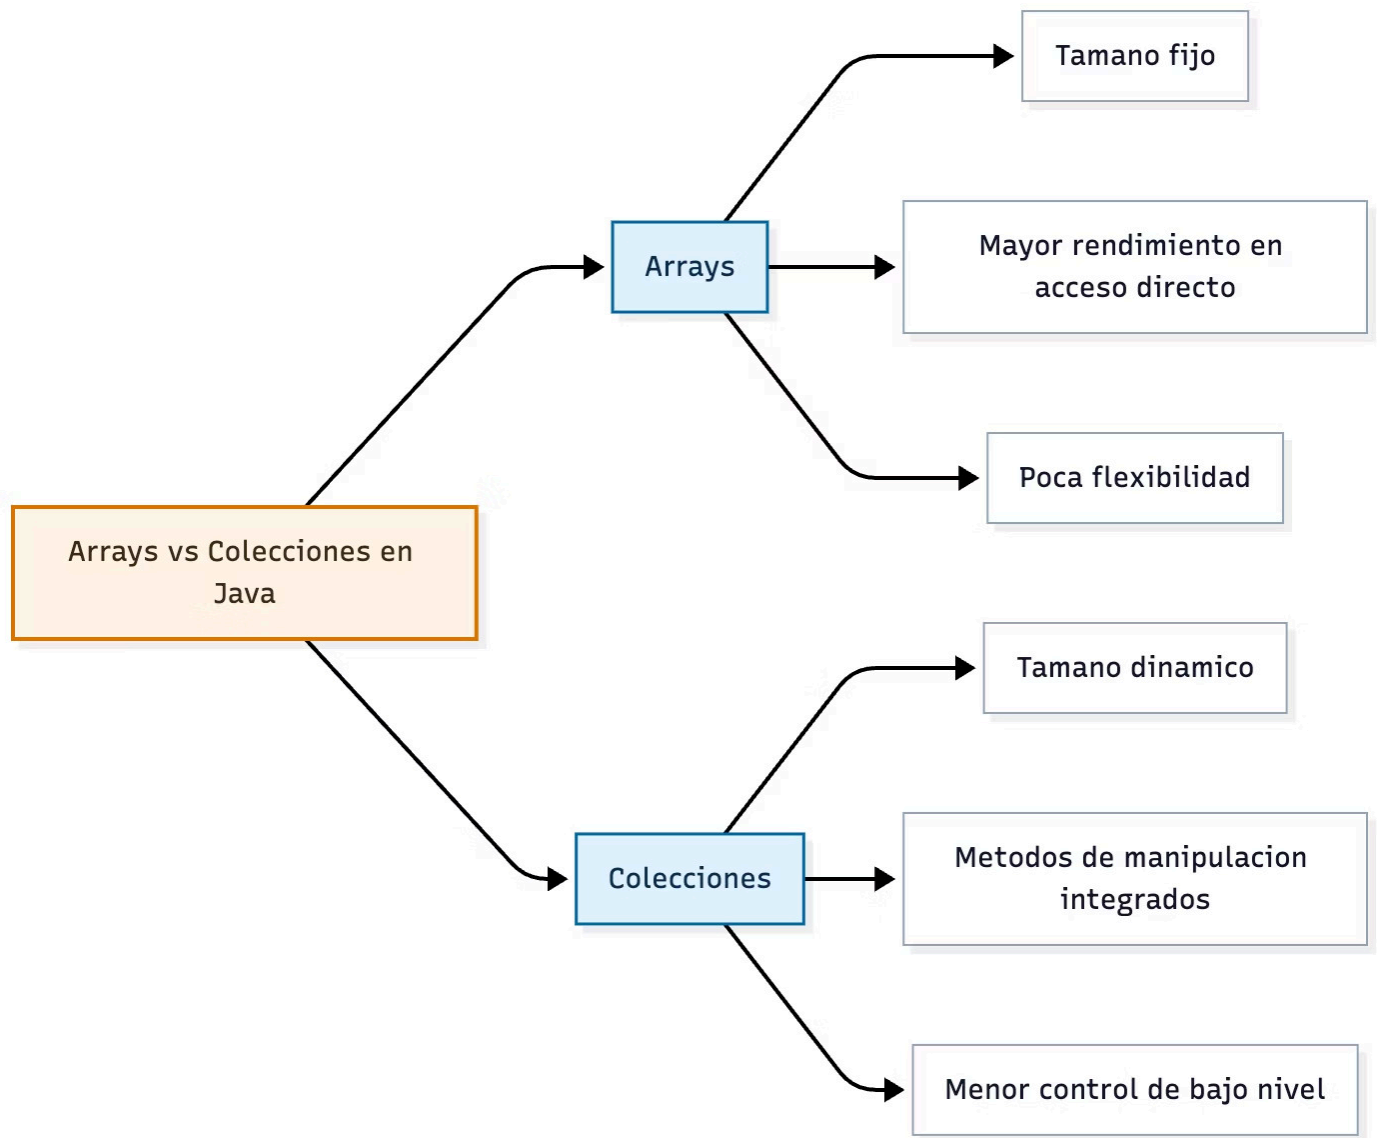 Arrays vs Colecciones en
Java
Arrays
Tamano fijo
Mayor rendimiento en
acceso directo
Poca flexibilidad
Colecciones
Tamano dinamico
Metodos de manipulacion
integrados
Menor control de bajo nivel